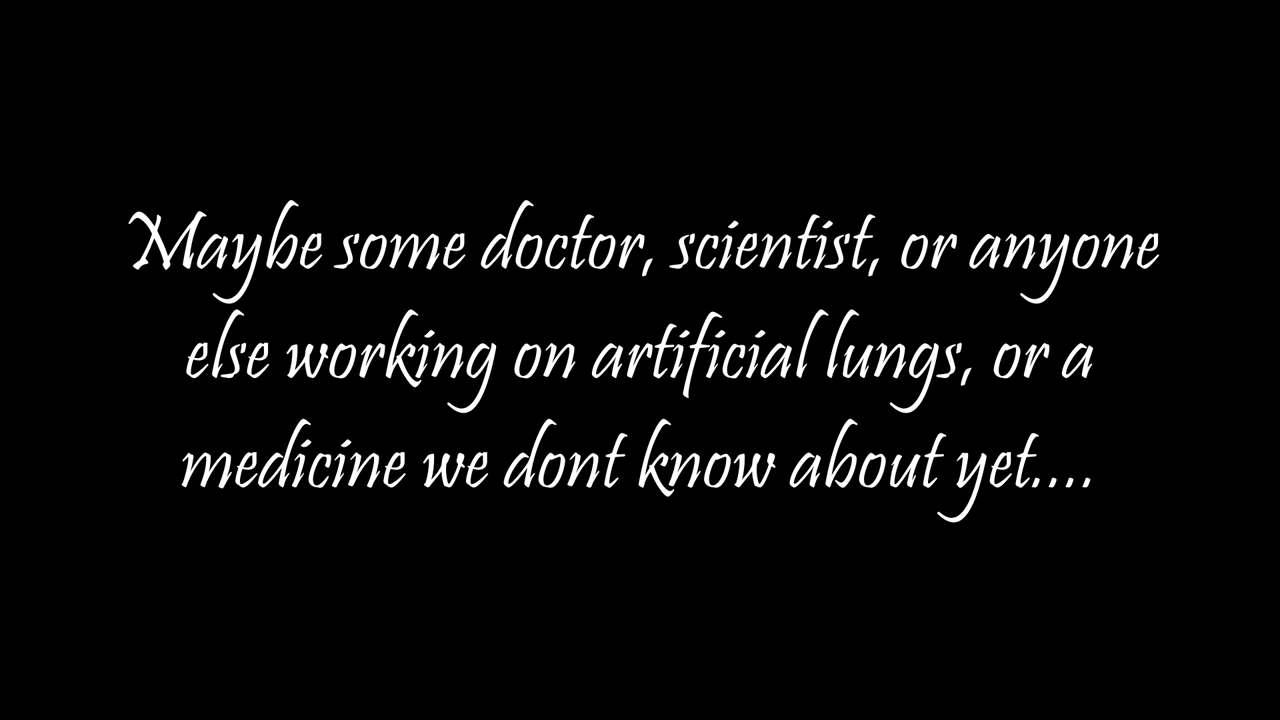 Maybe some doctor, scientist, or anyone
else working on artificial lungs, or a
medicine we dont know about yet....